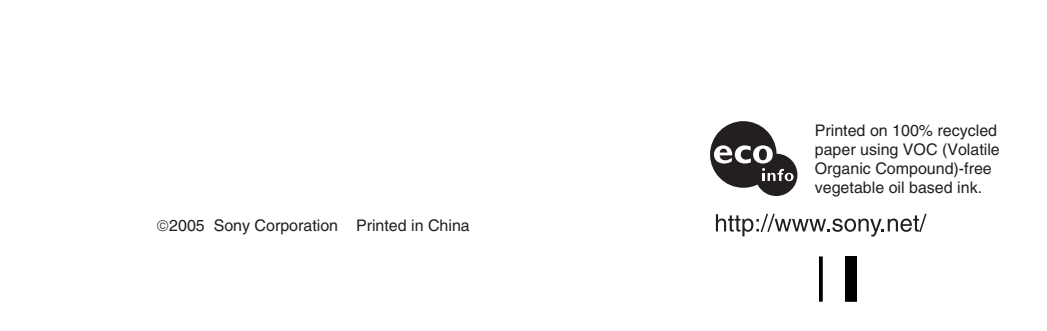 eco
info
Printed on 100% recycled
paper using VOC (Volatile
Organic Compound)-free
vegetable oil based ink.
©2005 Sony Corporation Printed in China
http://www.sony.net/